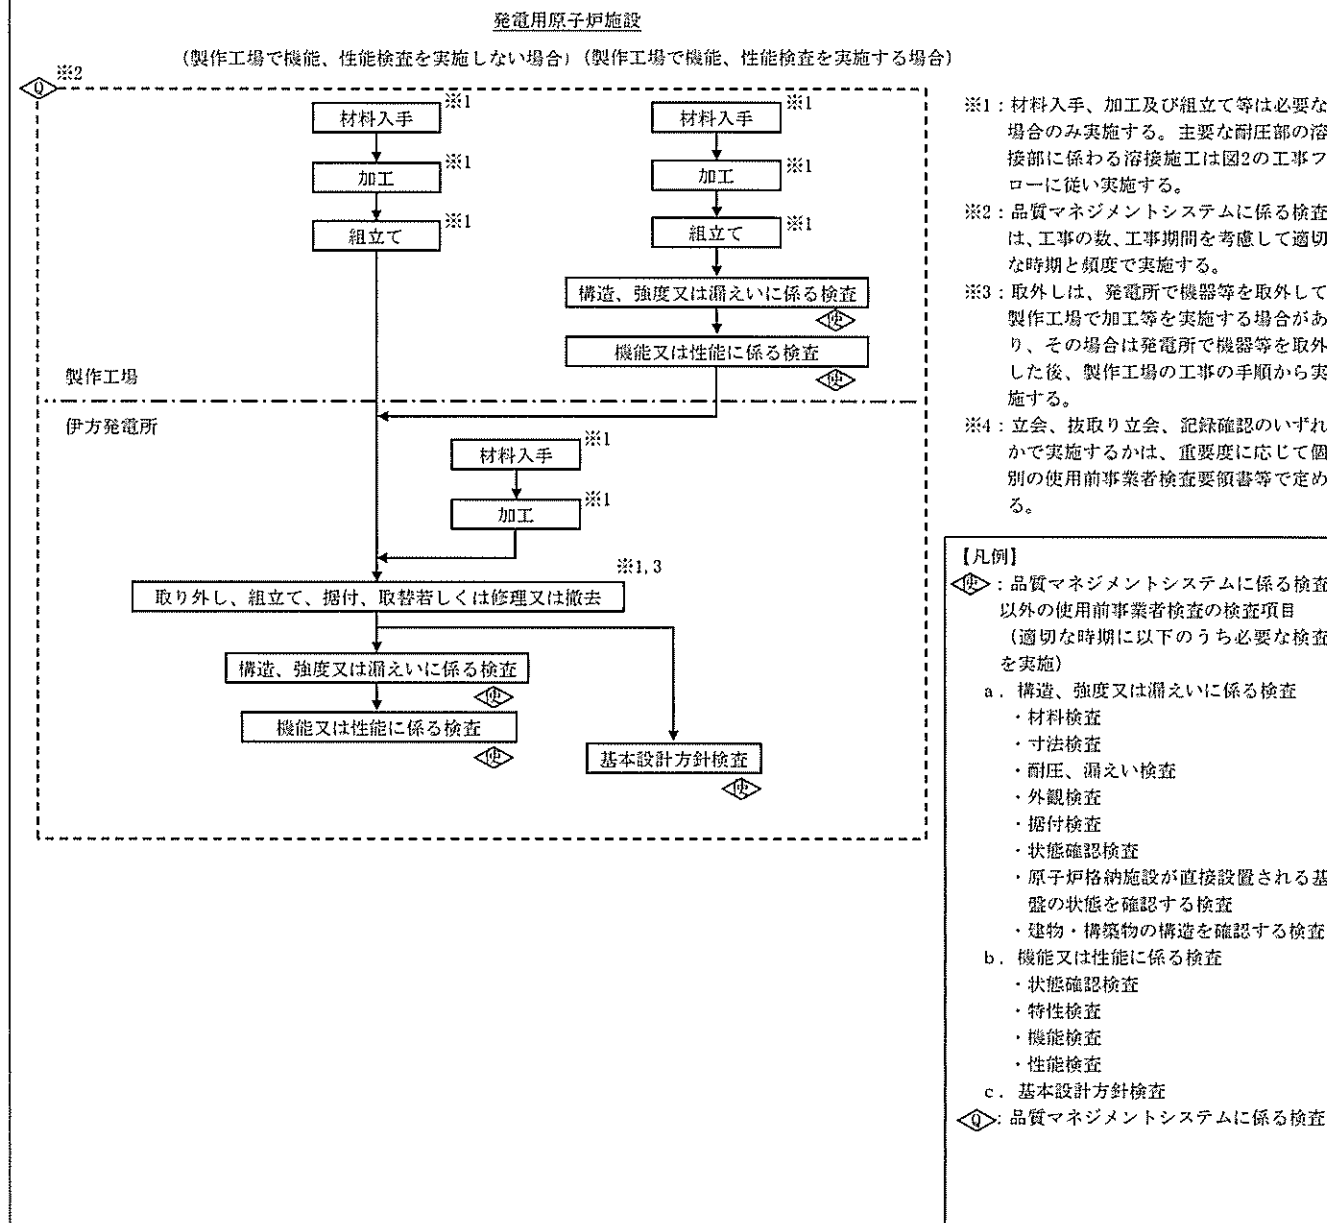 発電用原子炉施設
(製作工場で機能、性能検査を実施しない場合) (製作工場で機能、性能検査を実施する場合)
Q ※2
材料入手 ※1
加工 ※1
組立て ※1
材料入手 ※1
加工 ※1
組立て ※1
構造、強度又は漏えいに係る検査
使
機能又は性能に係る検査
使
製作工場
伊方発電所
材料入手 ※1
加工 ※1
※1, 3
取り外し、組立て、据付、取替若しくは修理又は撤去
構造、強度又は漏えいに係る検査
使
機能又は性能に係る検査
使
基本設計方針検査
使
※1：材料入手、加工及び組立て等は必要な
場合のみ実施する。主要な耐圧部の溶
接部に係わる溶接施工は図2の工事フ
ローに従い実施する。
※2：品質マネジメントシステムに係る検査
は、工事の数、工事期間を考慮して適切
な時期と頻度で実施する。
※3：取外しは、発電所で機器等を取外して
製作工場で加工等を実施する場合があ
り、その場合は発電所で機器等を取外
した後、製作工場の工事の手順から実
施する。
※4：立会、抜取り立会、記録確認のいずれ
かで実施するかは、重要度に応じて個
別の使用前事業者検査要領書等で定め
る。
【凡例】
使：品質マネジメントシステムに係る検査
以外の使用前事業者検査の検査項目
(適切な時期に以下のうち必要な検査
を実施)
a．構造、強度又は漏えいに係る検査
・材料検査
・寸法検査
・耐圧、漏えい検査
・外観検査
・据付検査
・状態確認検査
・原子炉格納施設が直接設置される基
盤の状態を確認する検査
・建物・構築物の構造を確認する検査
b．機能又は性能に係る検査
・状態確認検査
・特性検査
・機能検査
・性能検査
c．基本設計方針検査
Q：品質マネジメントシステムに係る検査